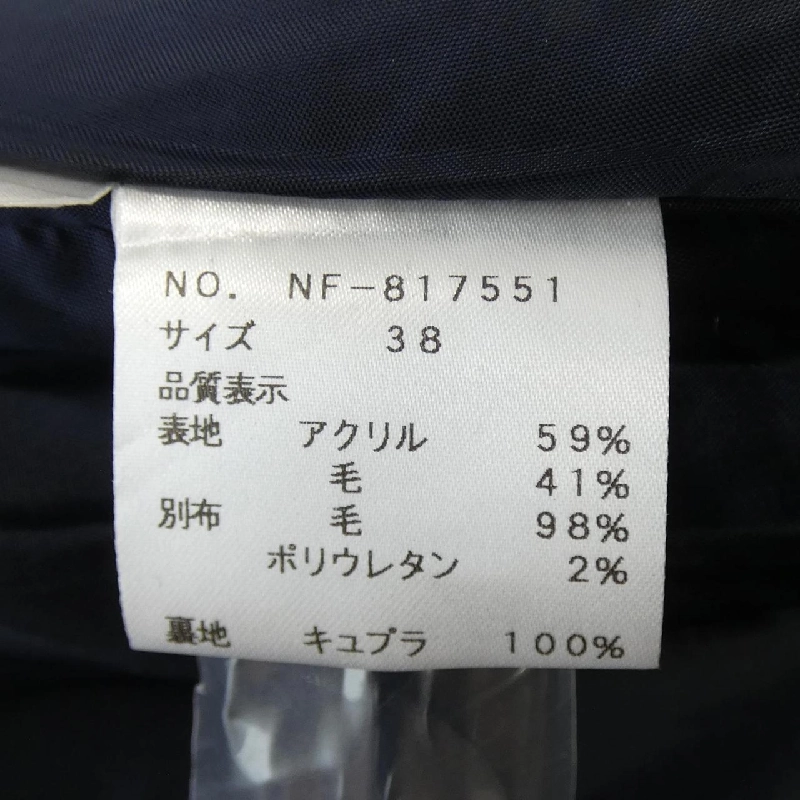 NO. NF-817551
サイズ 38
品質表示
表地 アクリル 59%
毛 41%
別布 毛 98%
ポリウレタン 2%
裏地 キュプラ 100%